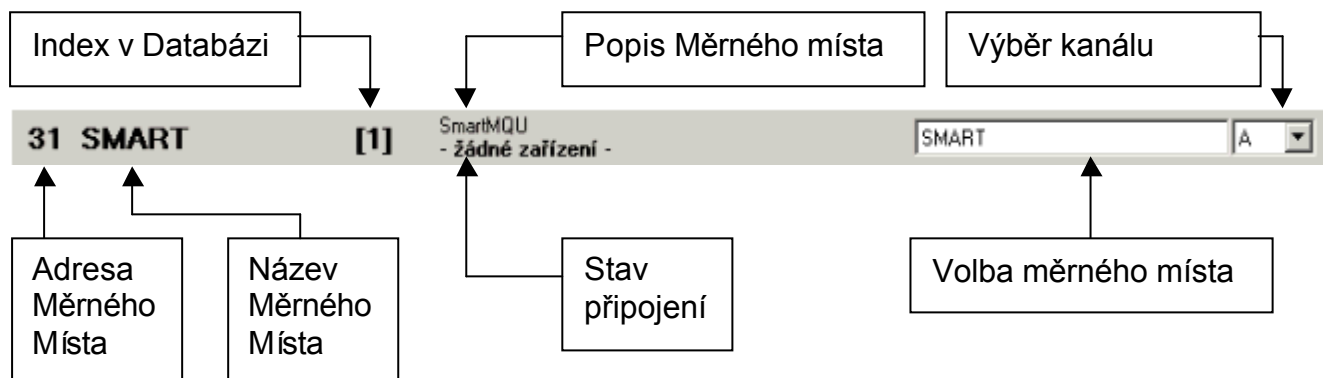 Index v Databázi
Popis Měrného místa
Výběr kanálu
31 SMART [1]
SmartMQU
- žádné zařízení -
SMART
A
Adresa
Měrného
Místa
Název
Měrného
Místa
Stav
připojení
Volba měrného místa